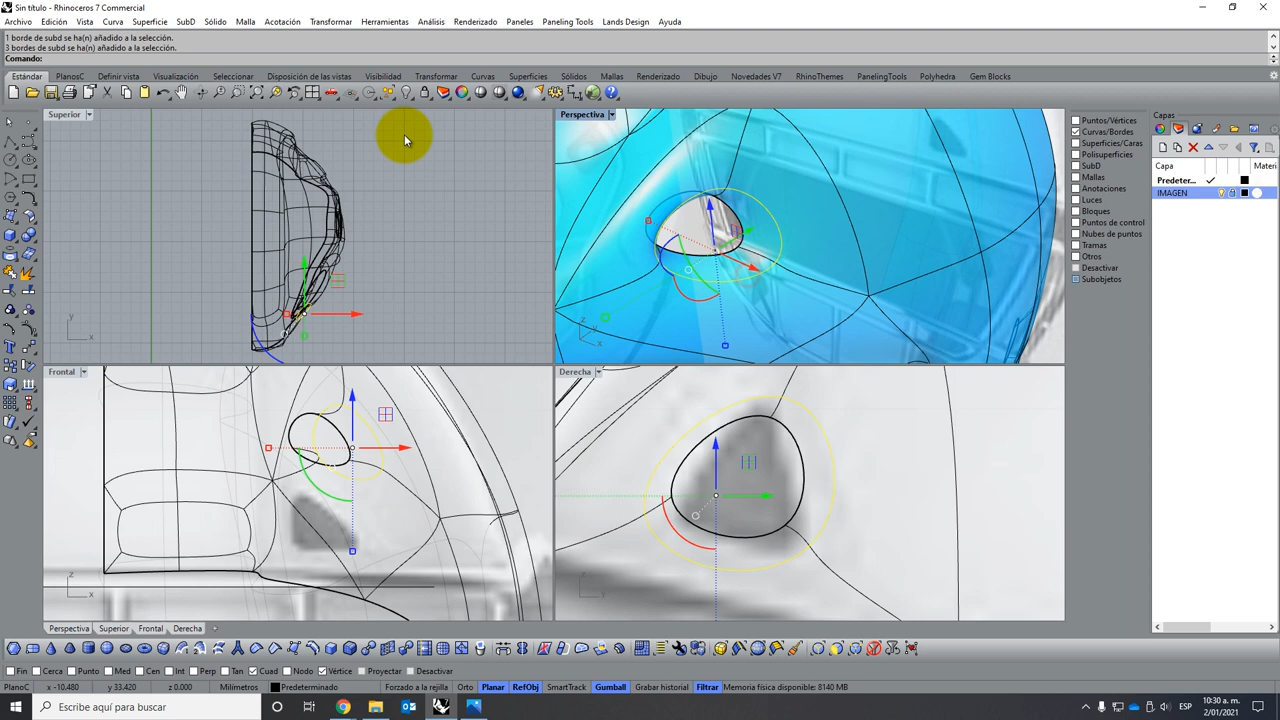 Sin título - Rhinoceros 7 Commercial
Archivo Edición Vista Curva Superficie SubD Sólido Malla Acotación Transformar Herramientas Análisis Renderizado Paneles Paneling Tools Lands Design Ayuda
1 borde de subd se ha(n) añadido a la selección.
3 bordes de subd se ha(n) añadido a la selección.
Comando:
Estándar PlanosC Definir vista Visualización Seleccionar Disposición de las vistas Visibilidad Transformar Curvas Superficies Sólidos Mallas Renderizado Dibujo Novedades V7 RhinoThemes PanelingTools Polyhedra Gem Blocks
Superior
y
x
Perspectiva
z
y
x
Frontal
z
x
Derecha
z
y
Puntos/Vértices
Curvas/Bordes
Superficies/Caras
Polisuperficies
SubD
Mallas
Anotaciones
Luces
Bloques
Puntos de control
Nubes de puntos
Tramas
Otros
Desactivar
Subobjetos
Capas
Capa Materi
Predeter...
IMAGEN
Perspectiva Superior Frontal Derecha
Fin Cerca Punto Med Cen Int Perp Tan Cuad Nodo Vértice Proyectar Desactivar
PlanoC x -10.480 y 33.420 z 0.000 Milímetros Predeterminado Forzado a la rejilla Orto Planar RefObj SmartTrack Gumball Grabar historial Filtrar Memoria física disponible: 8140 MB
Escribe aquí para buscar
ESP
10:30 a. m.
2/01/2021